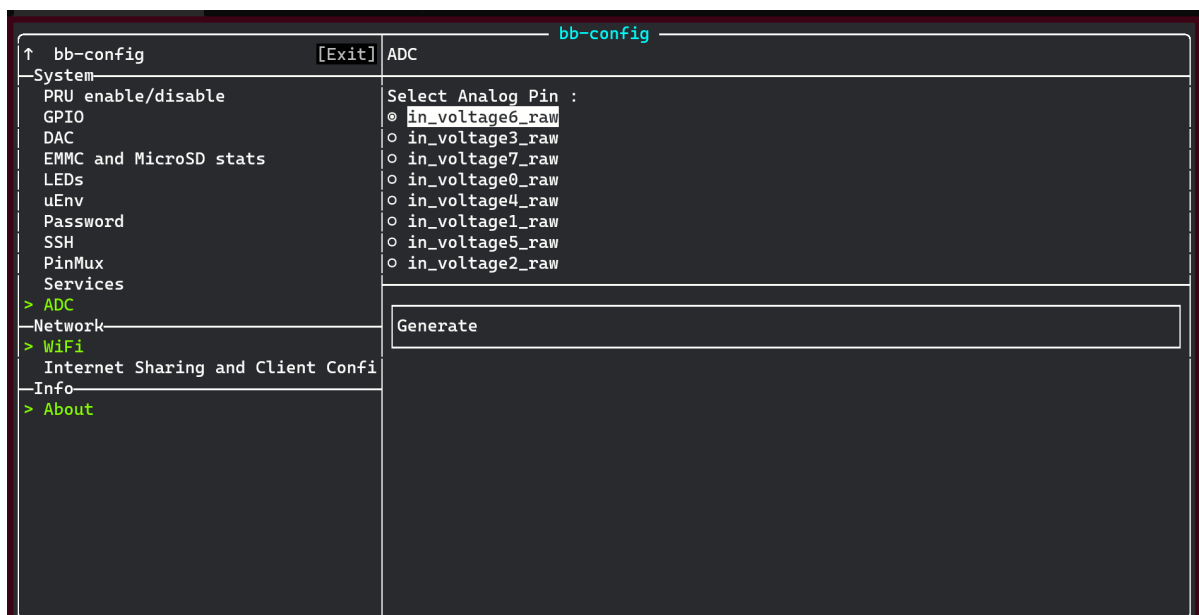 bb-config
↑ bb-config [Exit]
System
PRU enable/disable
GPIO
DAC
EMMC and MicroSD stats
LEDs
uEnv
Password
SSH
PinMux
Services
> ADC
Network
> WiFi
Internet Sharing and Client Confi
Info
> About
ADC
Select Analog Pin :
in_voltage6_raw
in_voltage3_raw
in_voltage7_raw
in_voltage0_raw
in_voltage4_raw
in_voltage1_raw
in_voltage5_raw
in_voltage2_raw
Generate